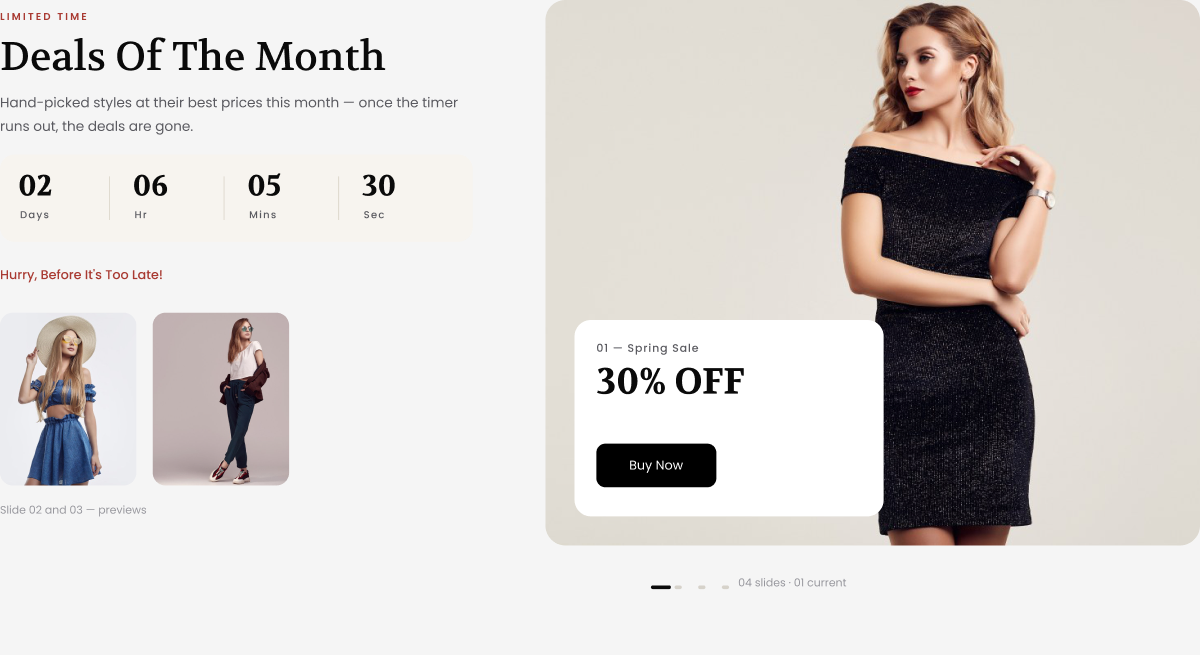 LIMITED TIME
Deals Of The Month
Hand-picked styles at their best prices this month — once the timer
runs out, the deals are gone.
02
Days
06
Hr
05
Mins
30
Sec
Hurry, Before It's Too Late!
Slide 02 and 03 — previews
01 — Spring Sale
30% OFF
Buy Now
04 slides · 01 current